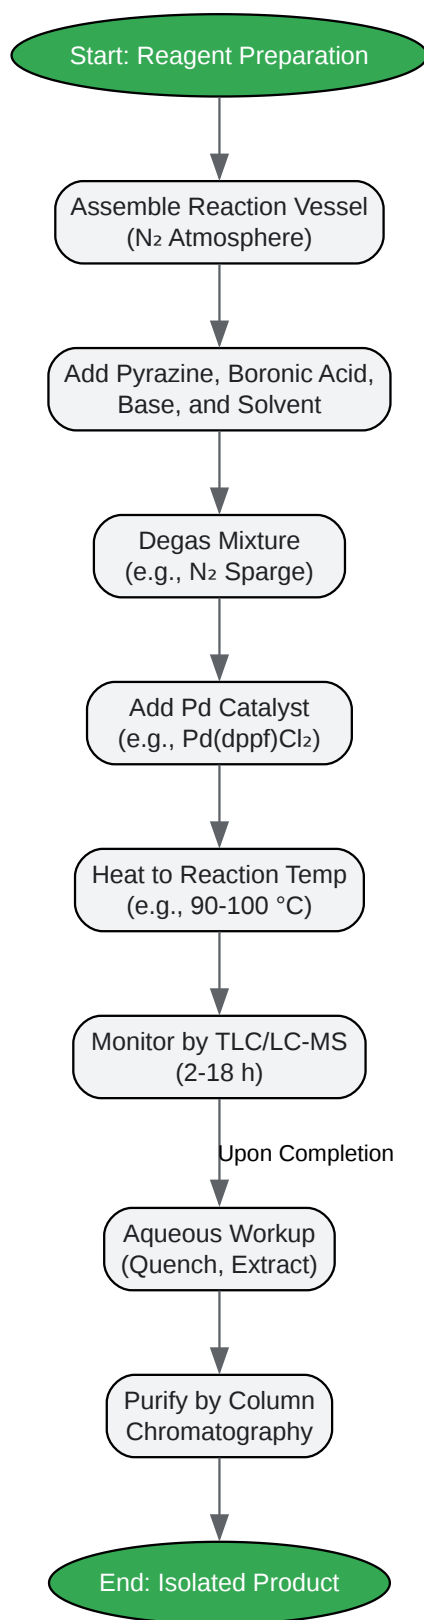 Start: Reagent Preparation
Assemble Reaction Vessel
(N₂ Atmosphere)
Add Pyrazine, Boronic Acid,
Base, and Solvent
Degas Mixture
(e.g., N₂ Sparge)
Add Pd Catalyst
(e.g., Pd(dppf)Cl₂)
Heat to Reaction Temp
(e.g., 90-100 °C)
Monitor by TLC/LC-MS
(2-18 h)
Upon Completion
Aqueous Workup
(Quench, Extract)
Purify by Column
Chromatography
End: Isolated Product